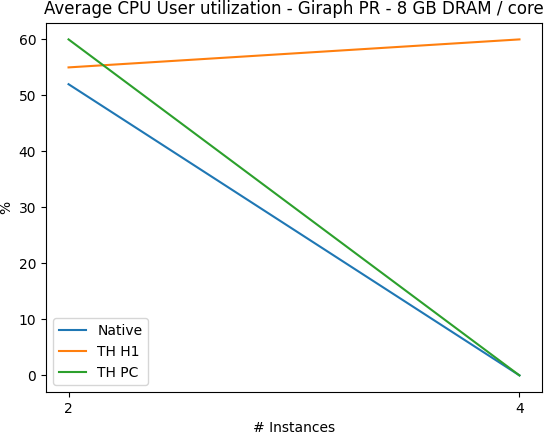 Average CPU User utilization - Giraph PR - 8 GB DRAM / core
60
50
40
30
20
10
0
%
Native
TH H1
TH PC
2
4
# Instances